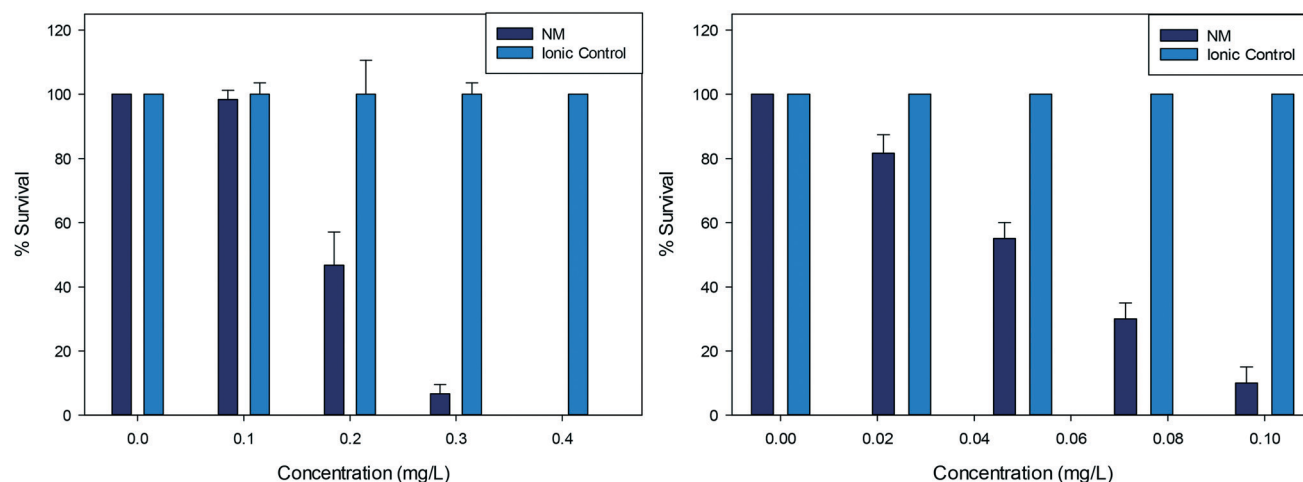 120
100
80
60
40
20
0
% Survival
NM
Ionic Control
0.0 0.1 0.2 0.3 0.4
Concentration (mg/L)
120
100
80
60
40
20
0
% Survival
NM
Ionic Control
0.00 0.02 0.04 0.06 0.08 0.10
Concentration (mg/L)